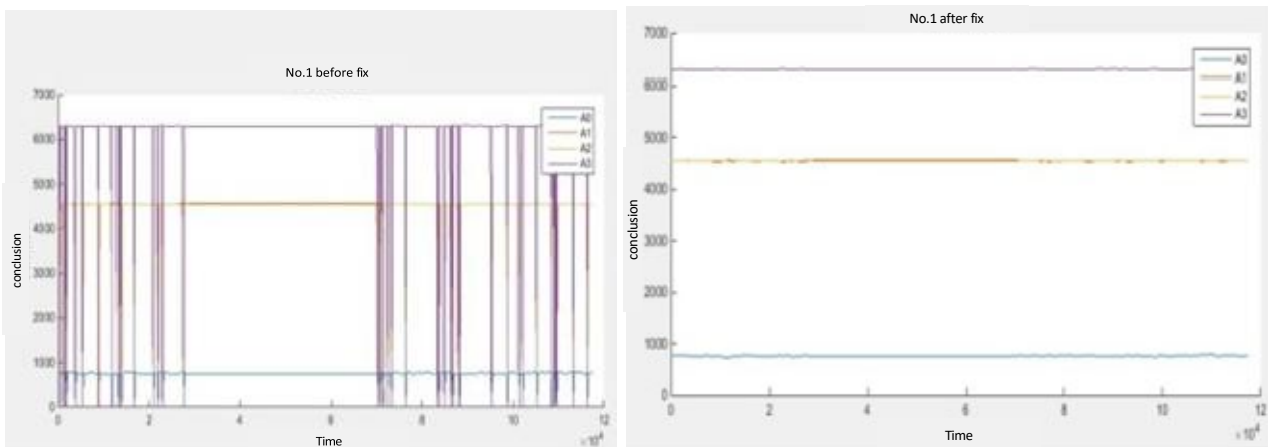 No.1 before fix
7000
6000
5000
4000
3000
2000
1000
0
conclusion
A0
A1
A2
A3
0 2 4 6 8 10 12
×10⁴
Time
No.1 after fix
7000
6000
5000
4000
3000
2000
1000
0
conclusion
A0
A1
A2
A3
0 2 4 6 8 10 12
×10⁴
Time